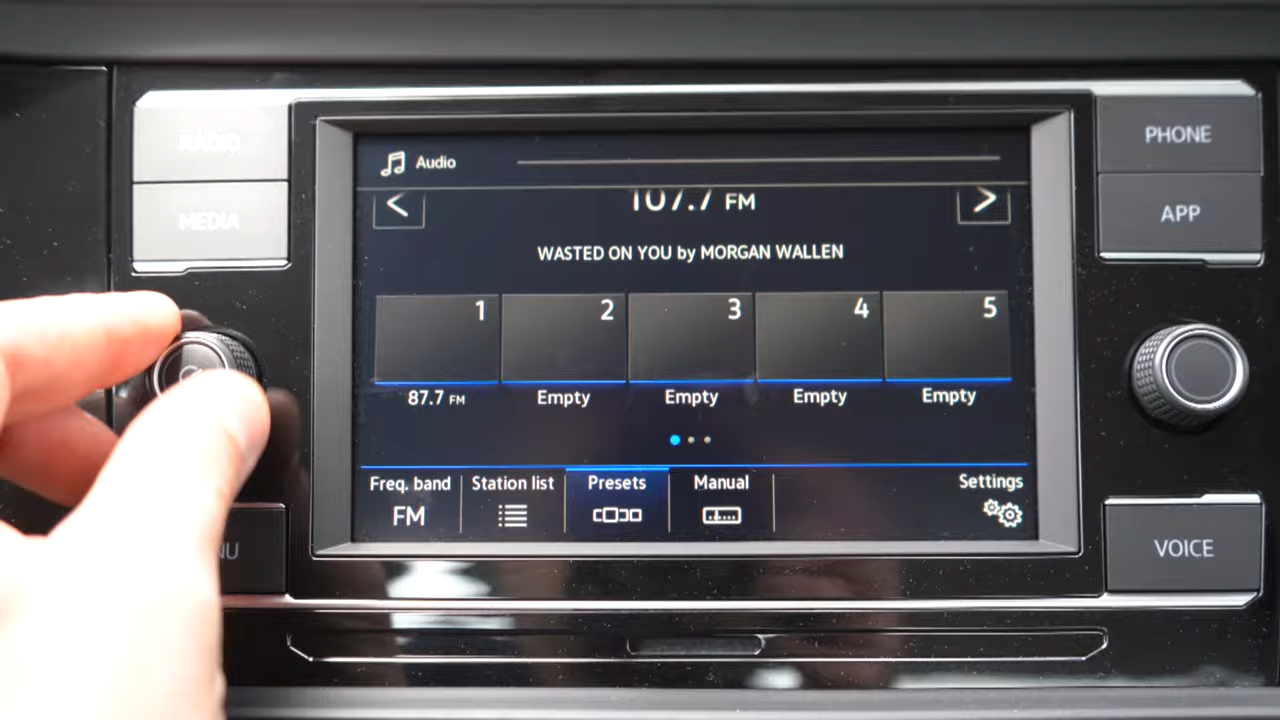 RADIO
MEDIA
PHONE
APP
Audio
107.7 FM
WASTED ON YOU by MORGAN WALLEN
1 2 3 4 5
87.7 FM Empty Empty Empty Empty
Freq. band Station list Presets Manual Settings
FM
NU
VOICE